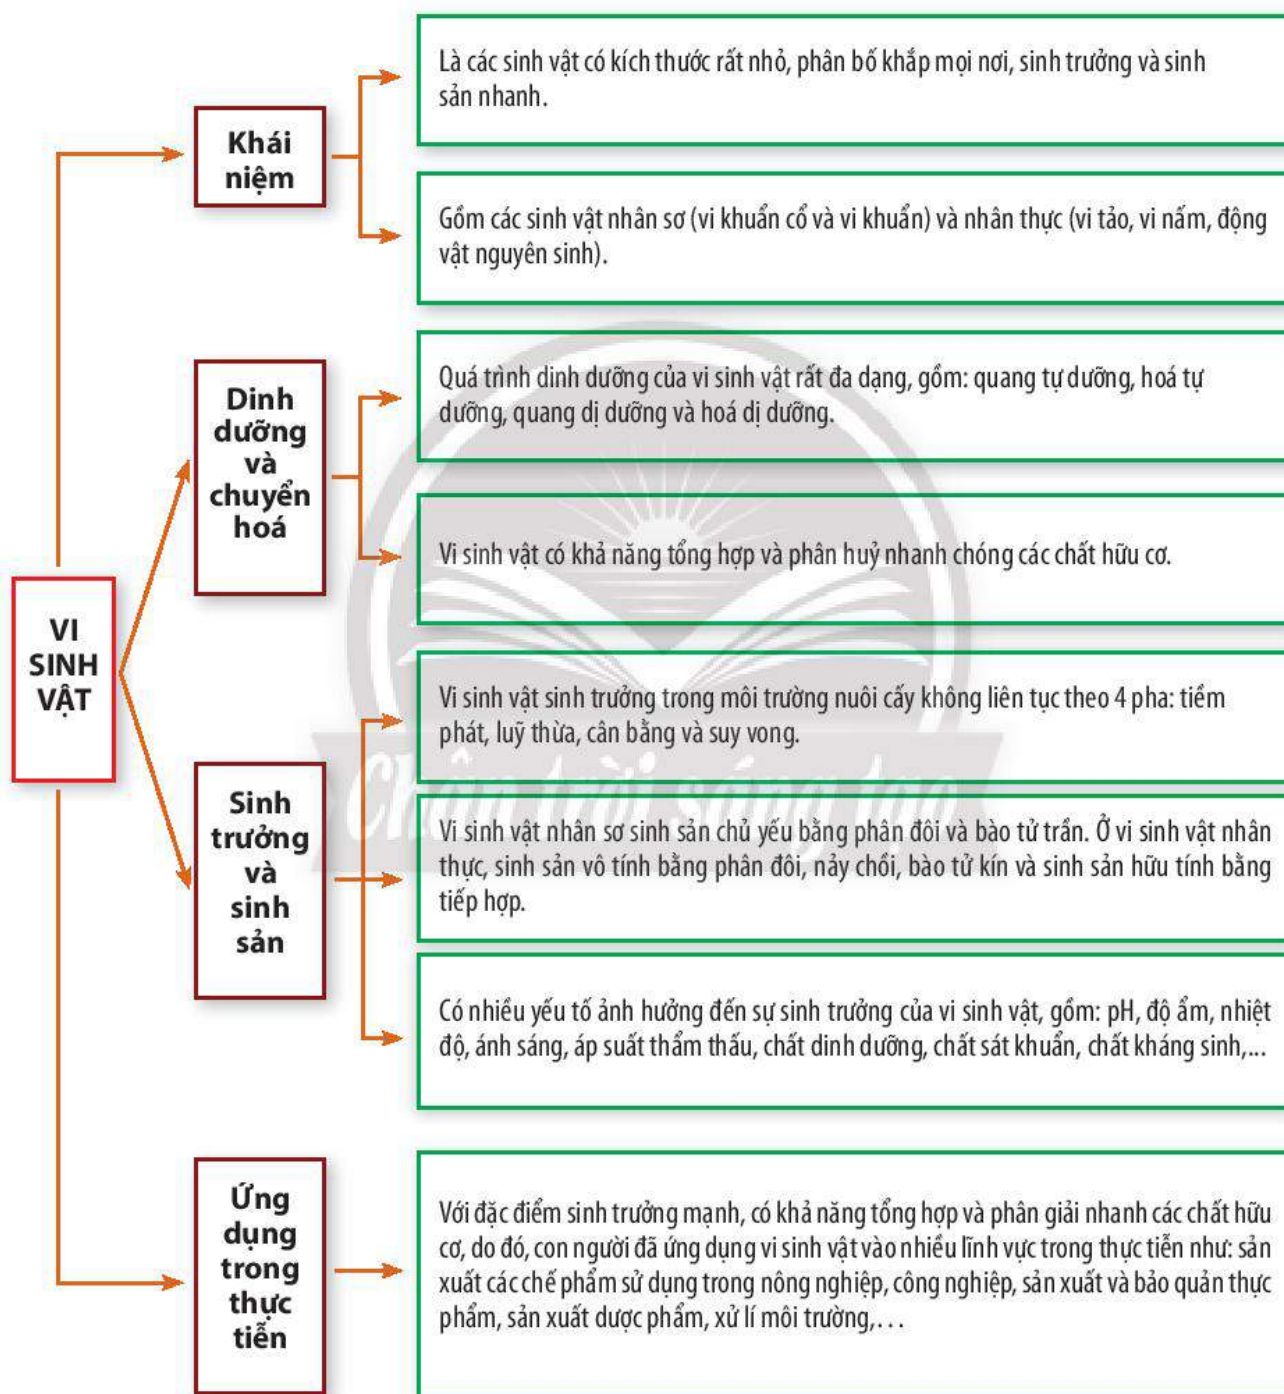 VI
SINH
VẬT
Khái
niệm
Là các sinh vật có kích thước rất nhỏ, phân bố khắp mọi nơi, sinh trưởng và sinh
sản nhanh.
Gồm các sinh vật nhân sơ (vi khuẩn cổ và vi khuẩn) và nhân thực (vi tảo, vi nấm, động
vật nguyên sinh).
Dinh
dưỡng
và
chuyển
hoá
Quá trình dinh dưỡng của vi sinh vật rất đa dạng, gồm: quang tự dưỡng, hoá tự
dưỡng, quang dị dưỡng và hoá dị dưỡng.
Vi sinh vật có khả năng tổng hợp và phân huỷ nhanh chóng các chất hữu cơ.
Sinh
trưởng
và
sinh
sản
Vi sinh vật sinh trưởng trong môi trường nuôi cấy không liên tục theo 4 pha: tiềm
phát, luỹ thừa, cân bằng và suy vong.
Chân trời sáng tạo
Vi sinh vật nhân sơ sinh sản chủ yếu bằng phân đôi và bào tử trần. Ở vi sinh vật nhân
thực, sinh sản vô tính bằng phân đôi, nảy chồi, bào tử kín và sinh sản hữu tính bằng
tiếp hợp.
Có nhiều yếu tố ảnh hưởng đến sự sinh trưởng của vi sinh vật, gồm: pH, độ ẩm, nhiệt
độ, ánh sáng, áp suất thẩm thấu, chất dinh dưỡng, chất sát khuẩn, chất kháng sinh,...
Ứng
dụng
trong
thực
tiễn
Với đặc điểm sinh trưởng mạnh, có khả năng tổng hợp và phân giải nhanh các chất hữu
cơ, do đó, con người đã ứng dụng vi sinh vật vào nhiều lĩnh vực trong thực tiễn như: sản
xuất các chế phẩm sử dụng trong nông nghiệp, công nghiệp, sản xuất và bảo quản thực
phẩm, sản xuất dược phẩm, xử lí môi trường,...